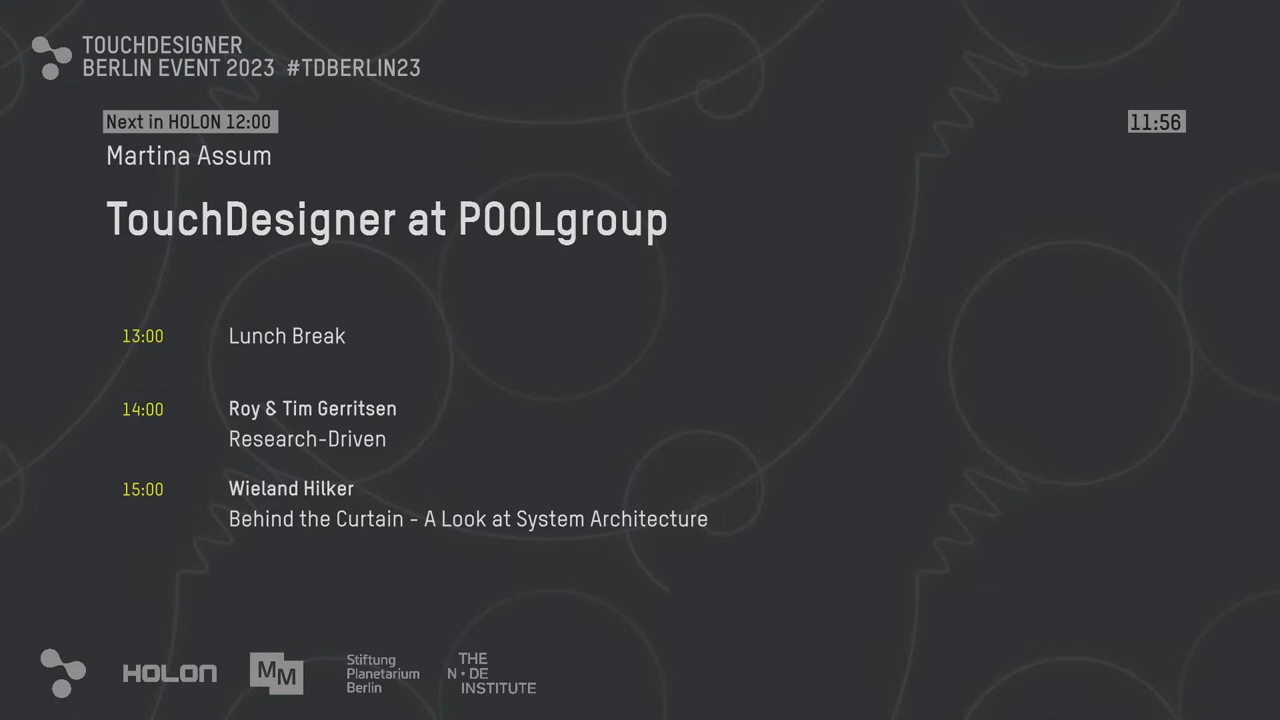 TOUCHDESIGNER
BERLIN EVENT 2023 #TDBERLIN23
Next in HOLON 12:00
11:56
Martina Assum
TouchDesigner at POOLgroup
13:00 Lunch Break
14:00 Roy & Tim Gerritsen
Research-Driven
15:00 Wieland Hilker
Behind the Curtain - A Look at System Architecture
HOLON
MM
Stiftung
Planetarium
Berlin
THE
N•DE
INSTITUTE